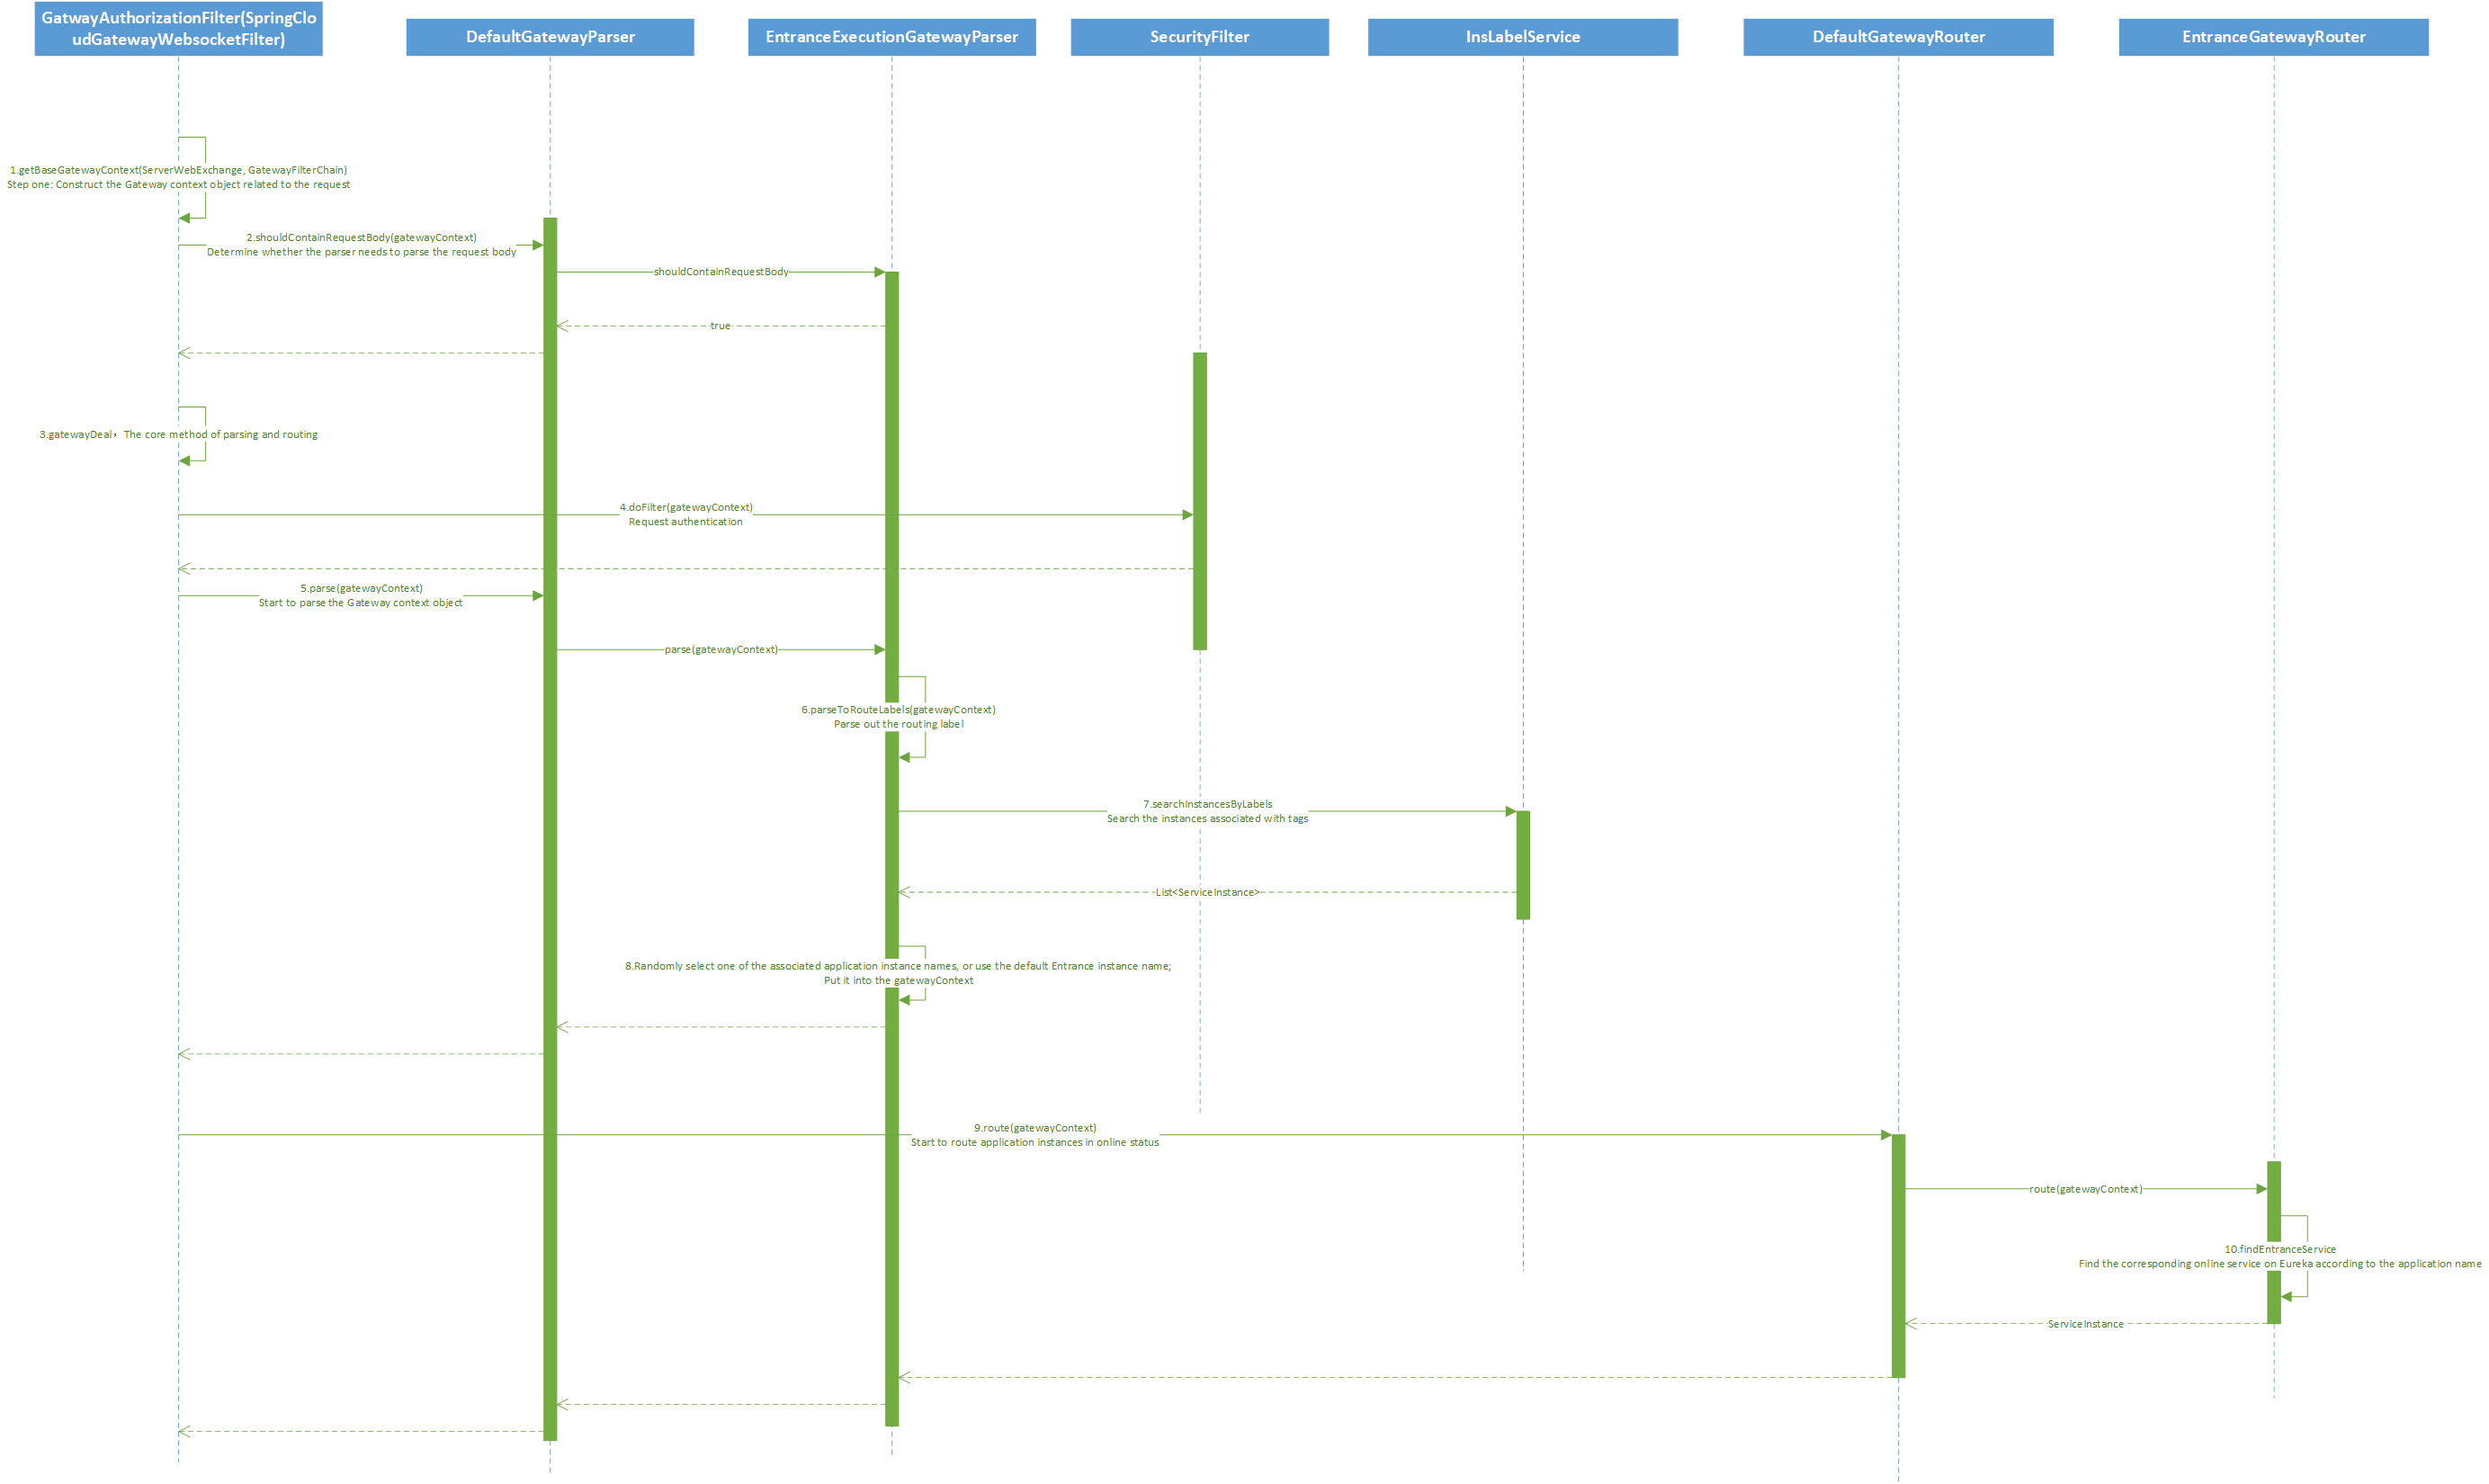 GatwayAuthorizationFilter(SpringClo
udGatewayWebsocketFilter)
DefaultGatewayParser
EntranceExecutionGatewayParser
SecurityFilter
InsLabelService
DefaultGatewayRouter
EntranceGatewayRouter
1.getBaseGatewayContext(ServerWebExchange, GatewayFilterChain)
Step one: Construct the Gateway context object related to the request
2.shouldContainRequestBody(gatewayContext)
Determine whether the parser needs to parse the request body
shouldContainRequestBody
true
3.gatewayDeal，The core method of parsing and routing
4.doFilter(gatewayContext)
Request authentication
5.parse(gatewayContext)
Start to parse the Gateway context object
parse(gatewayContext)
6.parseToRouteLabels(gatewayContext)
Parse out the routing label
7.searchInstancesByLabels
Search the instances associated with tags
List<ServiceInstance>
8.Randomly select one of the associated application instance names, or use the default Entrance instance name;
Put it into the gatewayContext
9.route(gatewayContext)
Start to route application instances in online status
route(gatewayContext)
10.findEntranceService
Find the corresponding online service on Eureka according to the application name
ServiceInstance